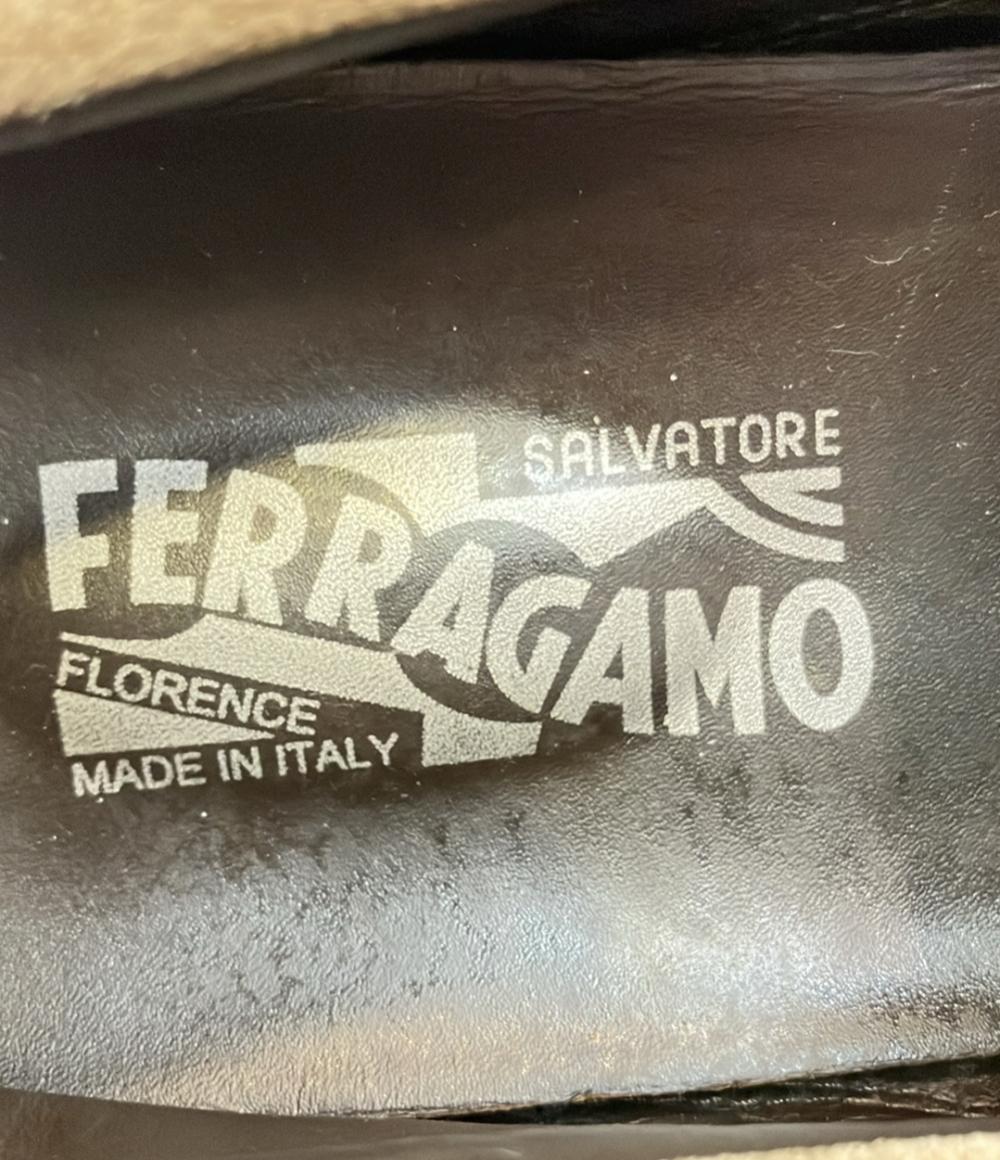 SALVATORE
FERRAGAMO
FLORENCE
MADE IN ITALY